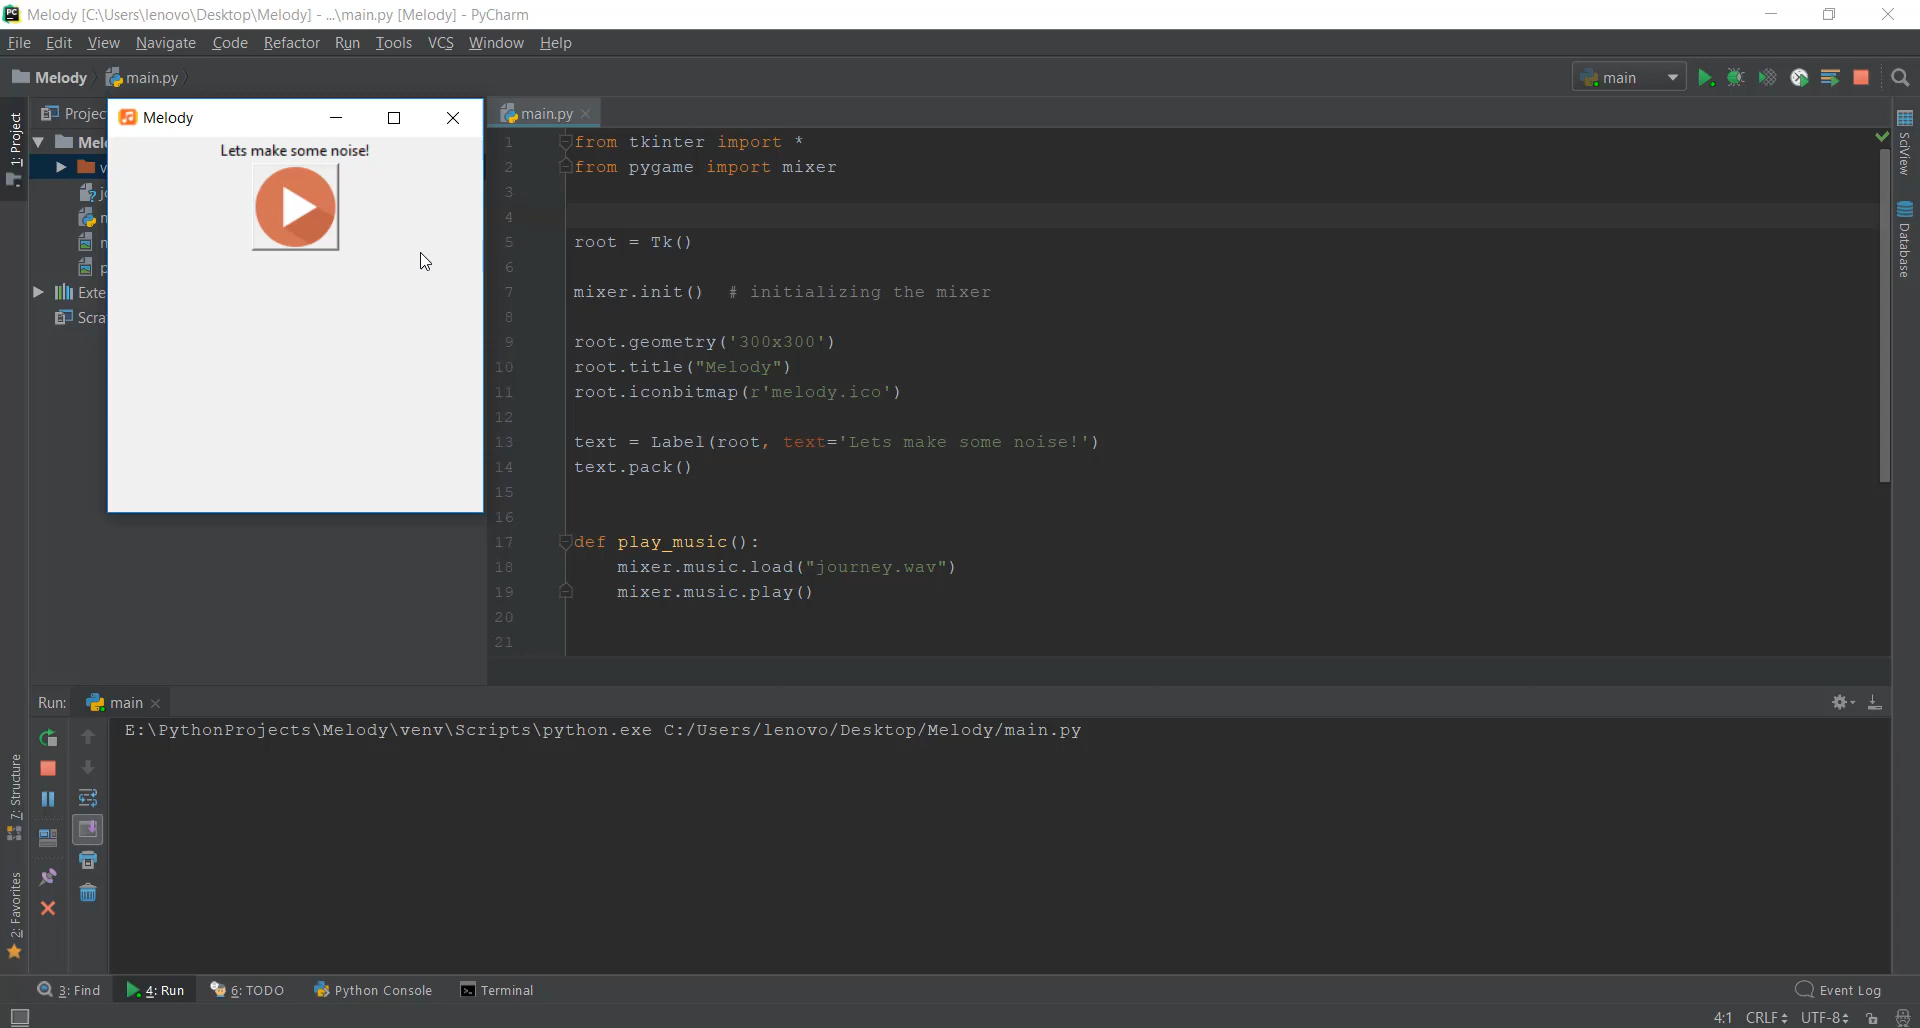 Melody [C:\Users\lenovo\Desktop\Melody] - ...\main.py [Melody] - PyCharm
File Edit View Navigate Code Refactor Run Tools VCS Window Help
Melody main.py main
Melody
Lets make some noise!
1: Project
main.py
1 from tkinter import *
2 from pygame import mixer
3
4
5 root = Tk()
6
7 mixer.init() # initializing the mixer
8
9 root.geometry('300x300')
10 root.title("Melody")
11 root.iconbitmap(r'melody.ico')
12
13 text = Label(root, text='Lets make some noise!')
14 text.pack()
15
16
17 def play_music():
18 mixer.music.load("journey.wav")
19 mixer.music.play()
20
21
SciView
Database
Run: main
E:\PythonProjects\Melody\venv\Scripts\python.exe C:/Users/lenovo/Desktop/Melody/main.py
7: Structure
2: Favorites
3: Find 4: Run 6: TODO Python Console Terminal Event Log
4:1 CRLF UTF-8